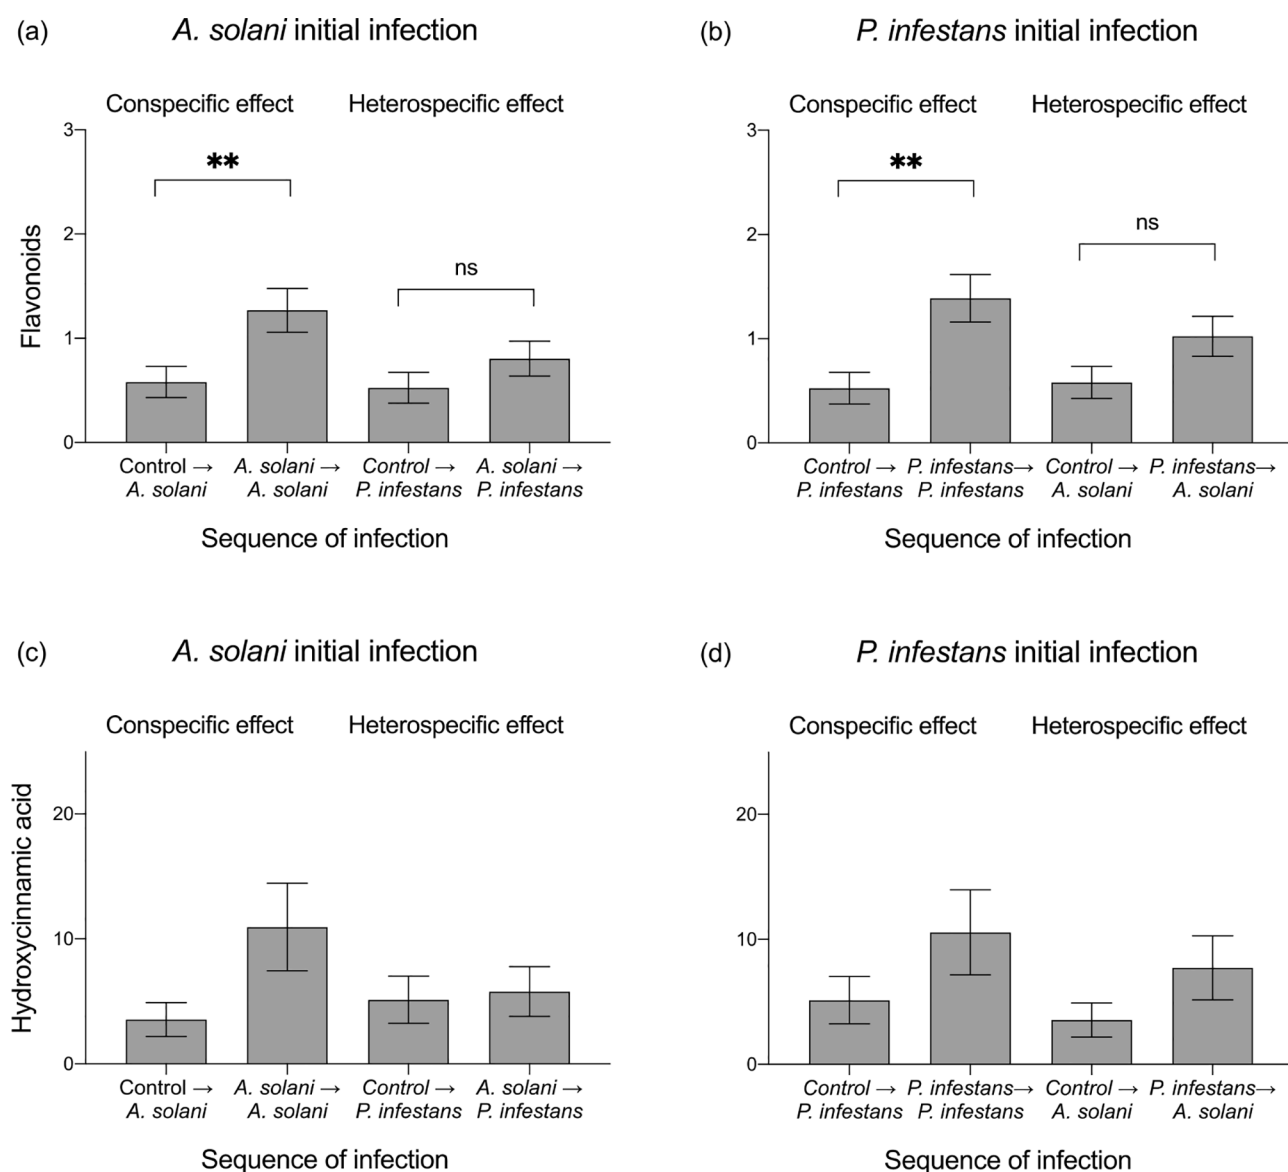 (a) A. solani initial infection
Conspecific effect Heterospecific effect
3
2
1
0
Flavonoids
**
ns
Control → A. solani → Control → A. solani →
A. solani A. solani P. infestans P. infestans
Sequence of infection
(b) P. infestans initial infection
Conspecific effect Heterospecific effect
3
2
1
0
**
ns
Control → P. infestans→ Control → P. infestans→
P. infestans P. infestans A. solani A. solani
Sequence of infection
(c) A. solani initial infection
Conspecific effect Heterospecific effect
20
10
0
Hydroxycinnamic acid
Control → A. solani → Control → A. solani →
A. solani A. solani P. infestans P. infestans
Sequence of infection
(d) P. infestans initial infection
Conspecific effect Heterospecific effect
20
10
0
Control → P. infestans→ Control → P. infestans→
P. infestans P. infestans A. solani A. solani
Sequence of infection